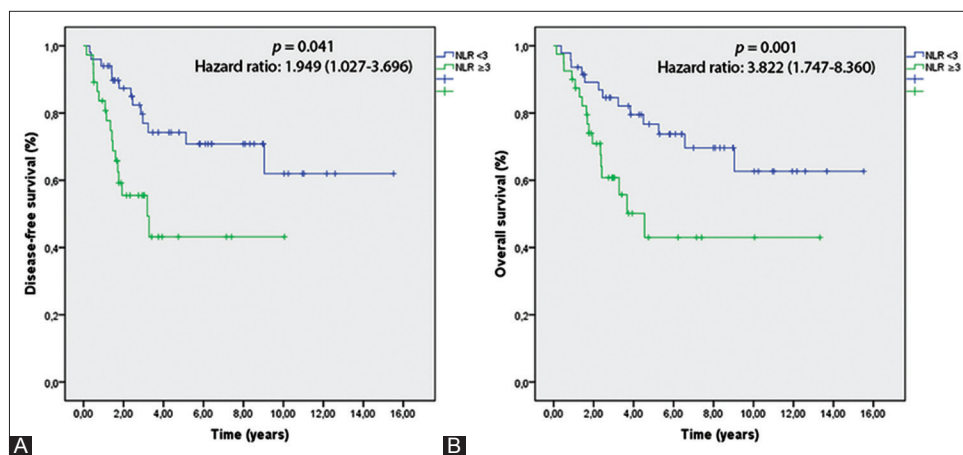 p = 0.041
Hazard ratio: 1.949 (1.027-3.696)
NLR <3
NLR ≥3
1,0
0,8
0,6
0,4
0,2
0,0
Disease-free survival (%)
0,00 2,00 4,00 6,00 8,00 10,00 12,00 14,00 16,00
Time (years)
A
p = 0.001
Hazard ratio: 3.822 (1.747-8.360)
NLR <3
NLR ≥3
1,0
0,8
0,6
0,4
0,2
0,0
Overall survival (%)
0,00 2,00 4,00 6,00 8,00 10,00 12,00 14,00 16,00
Time (years)
B